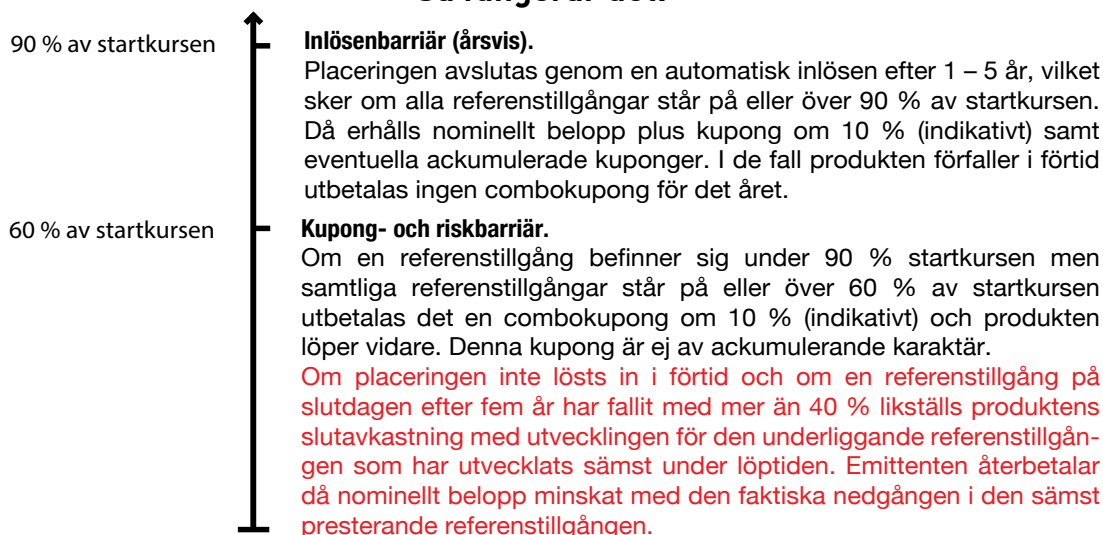 90 % av startkursen
Inlösenbarriär (årsvis).
Placeringen avslutas genom en automatisk inlösen efter 1 – 5 år, vilket
sker om alla referenstillgångar står på eller över 90 % av startkursen.
Då erhålls nominellt belopp plus kupong om 10 % (indikativt) samt
eventuella ackumulerade kuponger. I de fall produkten förfaller i förtid
utbetalas ingen combokupong för det året.
60 % av startkursen
Kupong- och riskbarriär.
Om en referenstillgång befinner sig under 90 % startkursen men
samtliga referenstillgångar står på eller över 60 % av startkursen
utbetalas det en combokupong om 10 % (indikativt) och produkten
löper vidare. Denna kupong är ej av ackumulerande karaktär.
Om placeringen inte lösts in i förtid och om en referenstillgång på
slutdagen efter fem år har fallit med mer än 40 % likställs produktens
slutavkastning med utvecklingen för den underliggande referenstillgån-
gen som har utvecklats sämst under löptiden. Emittenten återbetalar
då nominellt belopp minskat med den faktiska nedgången i den sämst
presterande referenstillgången.